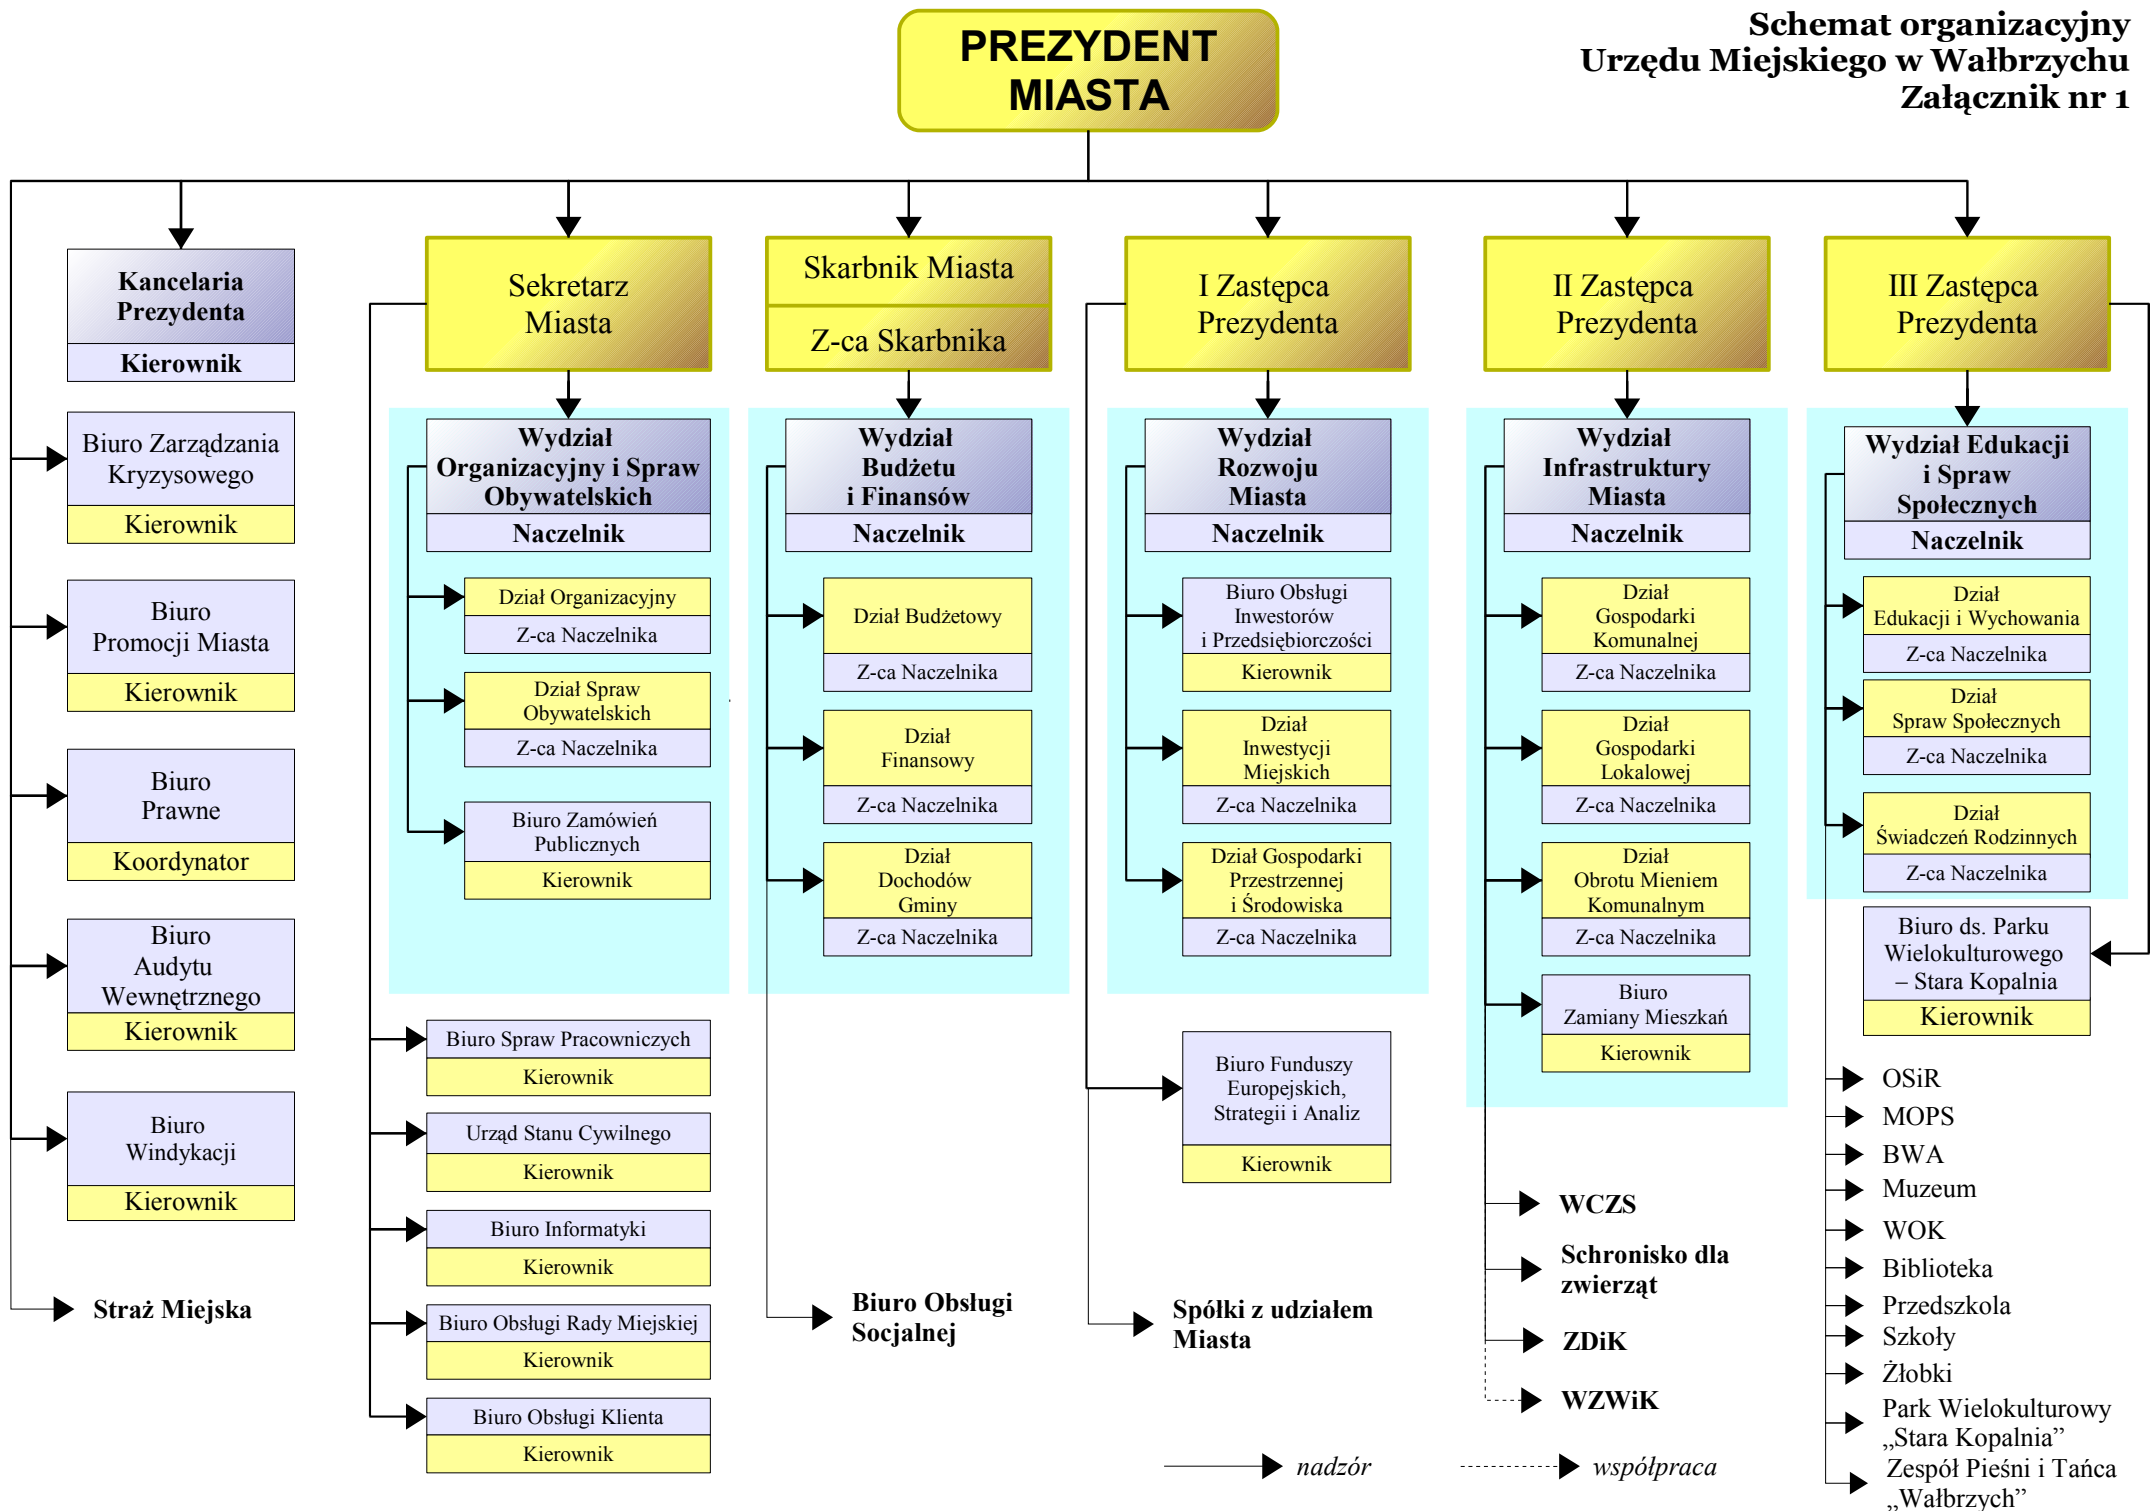 PREZYDENT
MIASTA
Schemat organizacyjny
Urzędu Miejskiego w Wałbrzychu
Załącznik nr 1
Kancelaria
Prezydenta
Kierownik
Biuro Zarządzania
Kryzysowego
Kierownik
Biuro
Promocji Miasta
Kierownik
Biuro
Prawne
Koordynator
Biuro
Audytu
Wewnętrznego
Kierownik
Biuro
Windykacji
Kierownik
Straż Miejska
Sekretarz
Miasta
Wydział
Organizacyjny i Spraw
Obywatelskich
Naczelnik
Dział Organizacyjny
Z-ca Naczelnika
Dział Spraw
Obywatelskich
Z-ca Naczelnika
Biuro Zamówień
Publicznych
Kierownik
Biuro Spraw Pracowniczych
Kierownik
Urząd Stanu Cywilnego
Kierownik
Biuro Informatyki
Kierownik
Biuro Obsługi Rady Miejskiej
Kierownik
Biuro Obsługi Klienta
Kierownik
Skarbnik Miasta
Z-ca Skarbnika
Wydział
Budżetu
i Finansów
Naczelnik
Dział Budżetowy
Z-ca Naczelnika
Dział
Finansowy
Z-ca Naczelnika
Dział
Dochodów
Gminy
Z-ca Naczelnika
Biuro Obsługi
Socjalnej
I Zastępca
Prezydenta
Wydział
Rozwoju
Miasta
Naczelnik
Biuro Obsługi
Inwestorów
i Przedsiębiorczości
Kierownik
Dział
Inwestycji
Miejskich
Z-ca Naczelnika
Dział Gospodarki
Przestrzennej
i Środowiska
Z-ca Naczelnika
Biuro Funduszy
Europejskich,
Strategii i Analiz
Kierownik
Spółki z udziałem
Miasta
II Zastępca
Prezydenta
Wydział
Infrastruktury
Miasta
Naczelnik
Dział
Gospodarki
Komunalnej
Z-ca Naczelnika
Dział
Gospodarki
Lokalowej
Z-ca Naczelnika
Dział
Obrotu Mieniem
Komunalnym
Z-ca Naczelnika
Biuro
Zamiany Mieszkań
Kierownik
WCZS
Schronisko dla
zwierząt
ZDiK
WZWiK
III Zastępca
Prezydenta
Wydział Edukacji
i Spraw
Społecznych
Naczelnik
Dział
Edukacji i Wychowania
Z-ca Naczelnika
Dział
Spraw Społecznych
Z-ca Naczelnika
Dział
Świadczeń Rodzinnych
Z-ca Naczelnika
Biuro ds. Parku
Wielokulturowego
– Stara Kopalnia
Kierownik
OSiR
MOPS
BWA
Muzeum
WOK
Biblioteka
Przedszkola
Szkoły
Żłobki
Park Wielokulturowy
„Stara Kopalnia”
Zespół Pieśni i Tańca
„Wałbrzych”
nadzór
współpraca